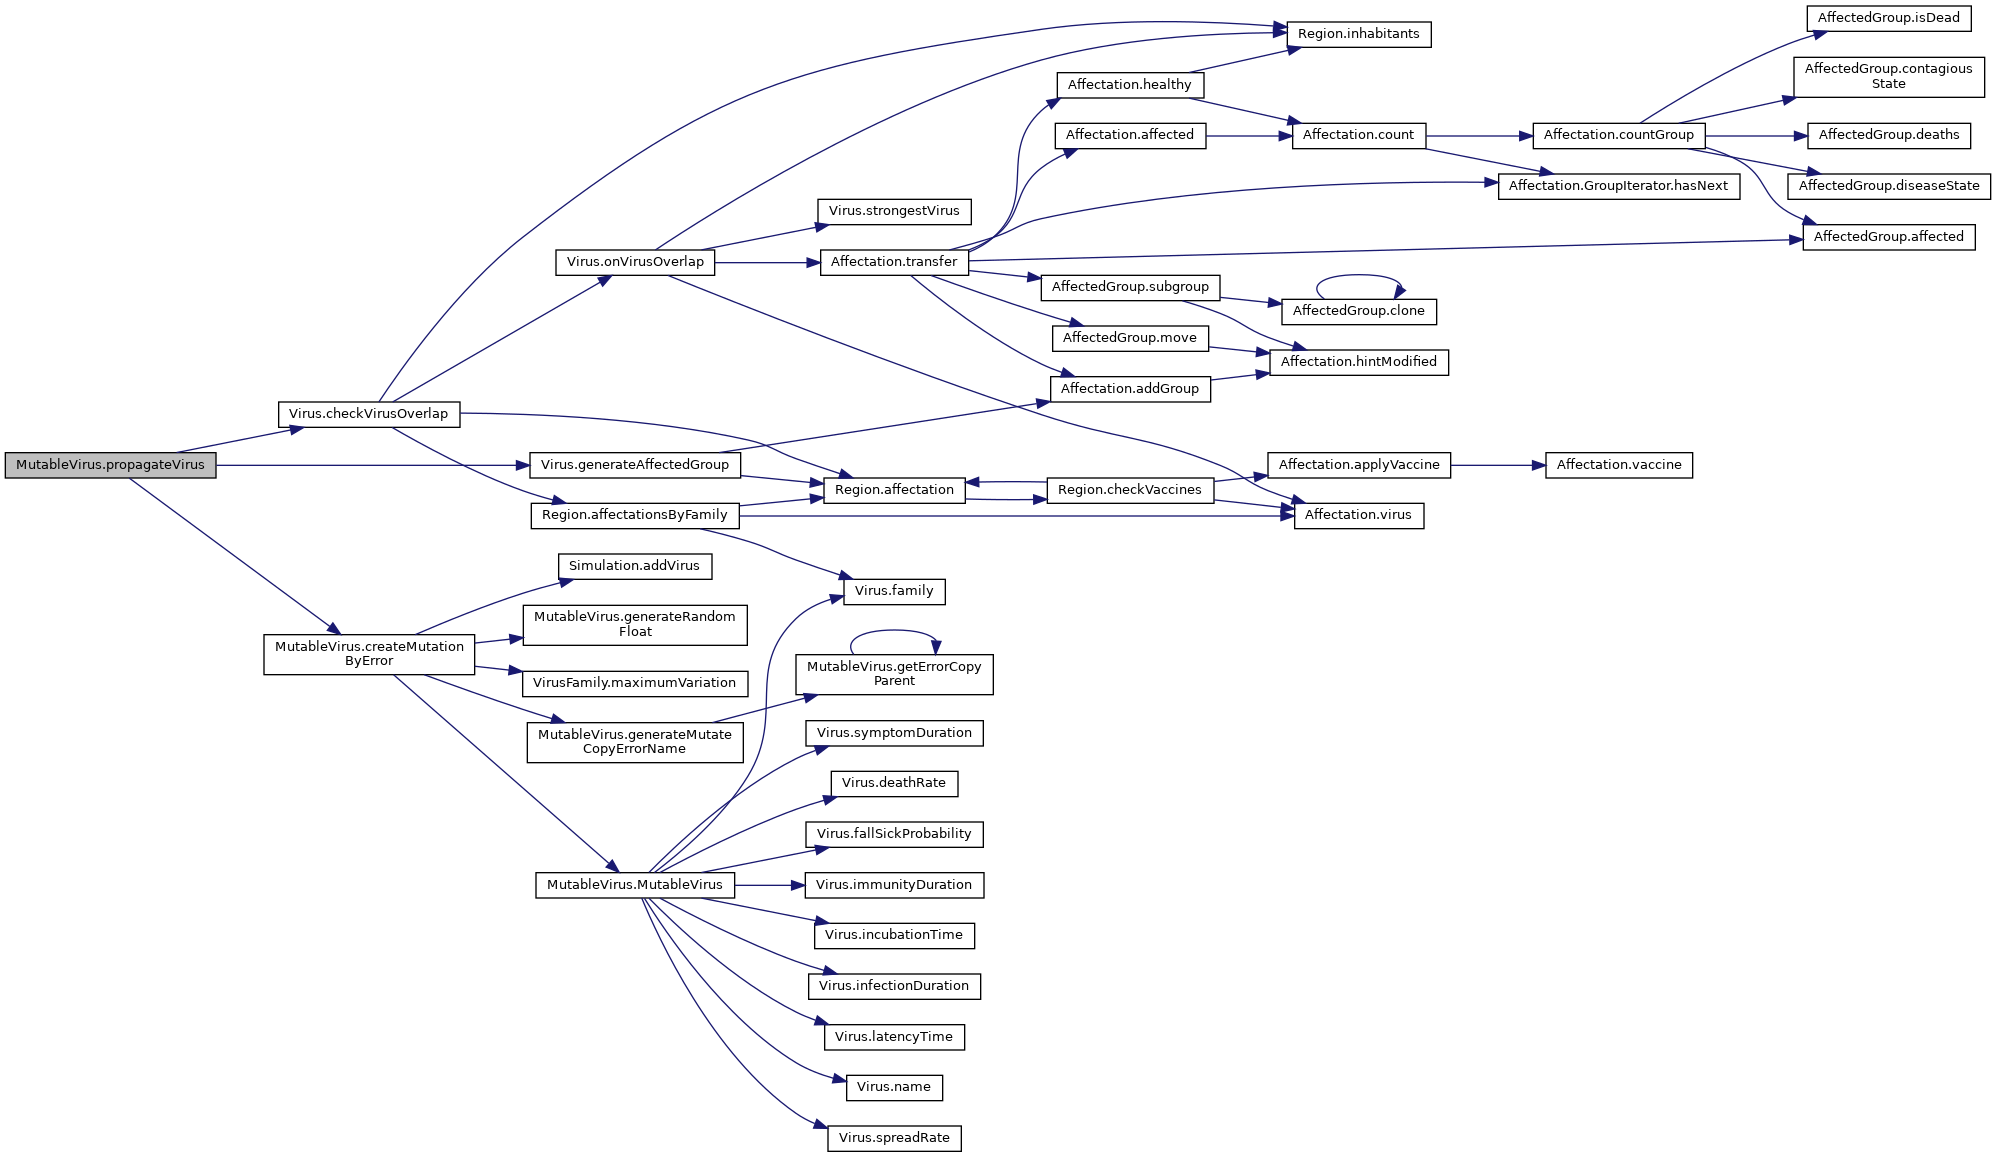 MutableVirus.propagateVirus
Virus.checkVirusOverlap
MutableVirus.createMutation
ByError
Virus.onVirusOverlap
Virus.generateAffectedGroup
Region.affectationsByFamily
Simulation.addVirus
MutableVirus.generateRandom
Float
VirusFamily.maximumVariation
MutableVirus.generateMutate
CopyErrorName
MutableVirus.MutableVirus
Virus.strongestVirus
Affectation.transfer
Region.affectation
Virus.family
MutableVirus.getErrorCopy
Parent
Virus.symptomDuration
Virus.deathRate
Virus.fallSickProbability
Virus.immunityDuration
Virus.incubationTime
Virus.infectionDuration
Virus.latencyTime
Virus.name
Virus.spreadRate
Affectation.healthy
Affectation.affected
AffectedGroup.subgroup
AffectedGroup.move
Affectation.addGroup
Region.checkVaccines
Region.inhabitants
Affectation.count
AffectedGroup.clone
Affectation.hintModified
Affectation.applyVaccine
Affectation.virus
Affectation.countGroup
Affectation.GroupIterator.hasNext
Affectation.vaccine
AffectedGroup.isDead
AffectedGroup.contagious
State
AffectedGroup.deaths
AffectedGroup.diseaseState
AffectedGroup.affected